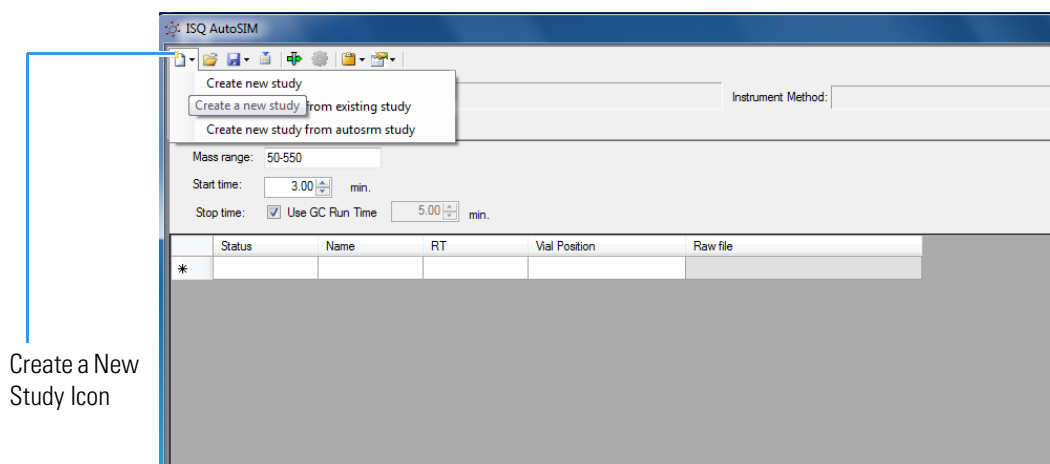 ISQ AutoSIM
Create new study
Create a new study from existing study
Create new study from autosrm study
Instrument Method:
Mass range: 50-550
Start time: 3.00 min.
Stop time: Use GC Run Time 5.00 min.
Status Name RT Vial Position Raw file
*
Create a New
Study Icon